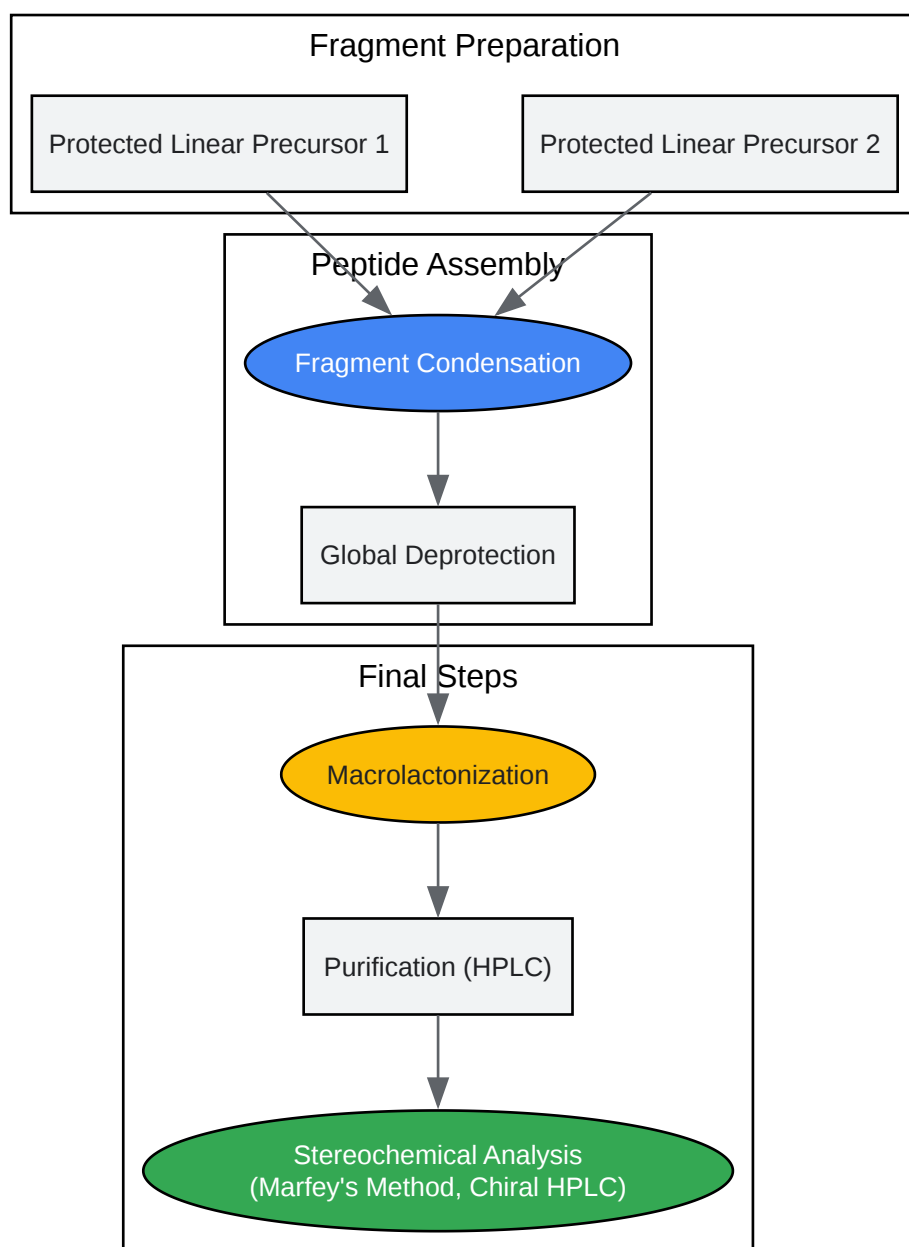 Fragment Preparation
Protected Linear Precursor 1
Protected Linear Precursor 2
Peptide Assembly
Fragment Condensation
Global Deprotection
Final Steps
Macrolactonization
Purification (HPLC)
Stereochemical Analysis
(Marfey's Method, Chiral HPLC)